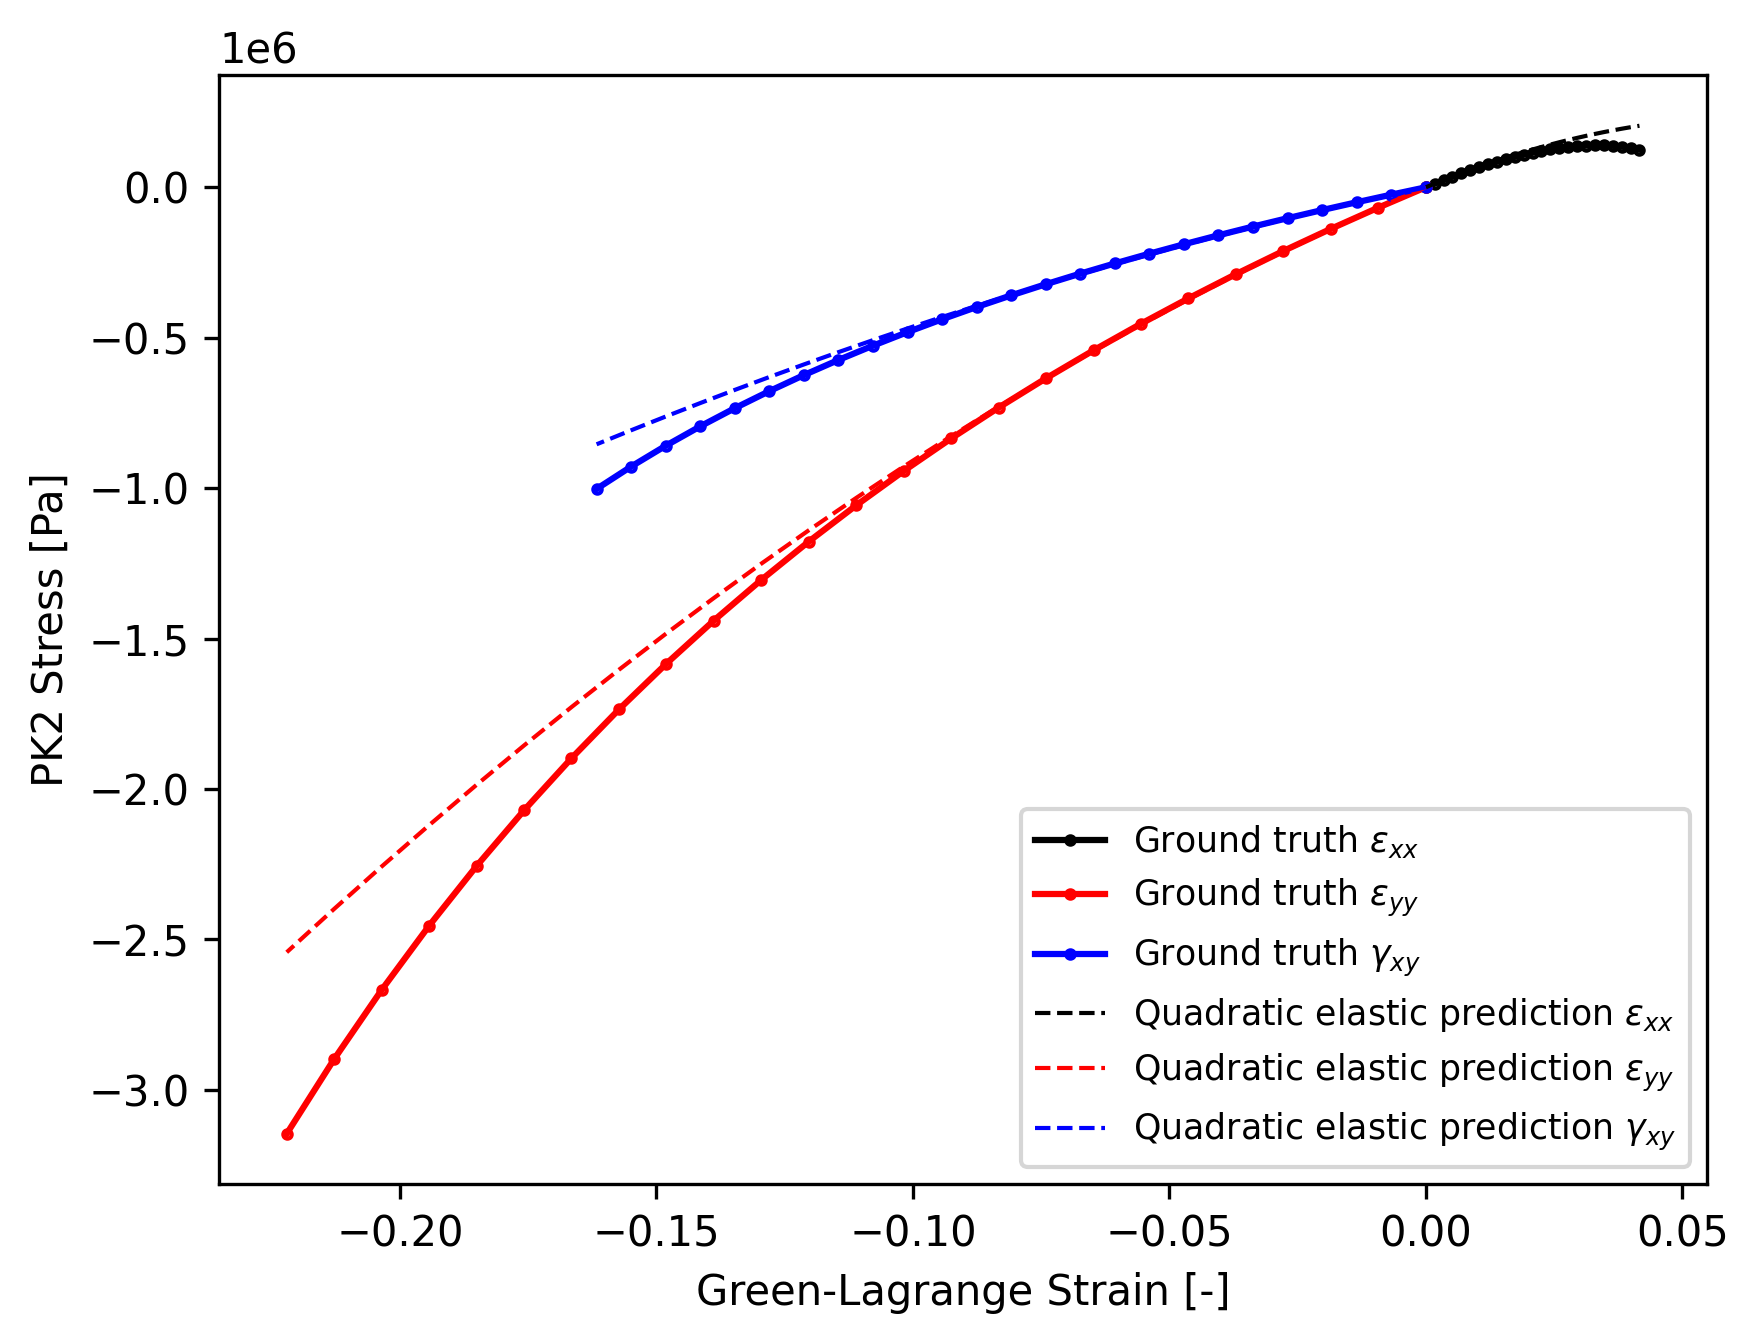 1e6
0.0
−0.5
−1.0
−1.5
−2.0
−2.5
−3.0
PK2 Stress [Pa]
Ground truth εxx
Ground truth εyy
Ground truth γxy
Quadratic elastic prediction εxx
Quadratic elastic prediction εyy
Quadratic elastic prediction γxy
−0.20 −0.15 −0.10 −0.05 0.00 0.05
Green-Lagrange Strain [-]